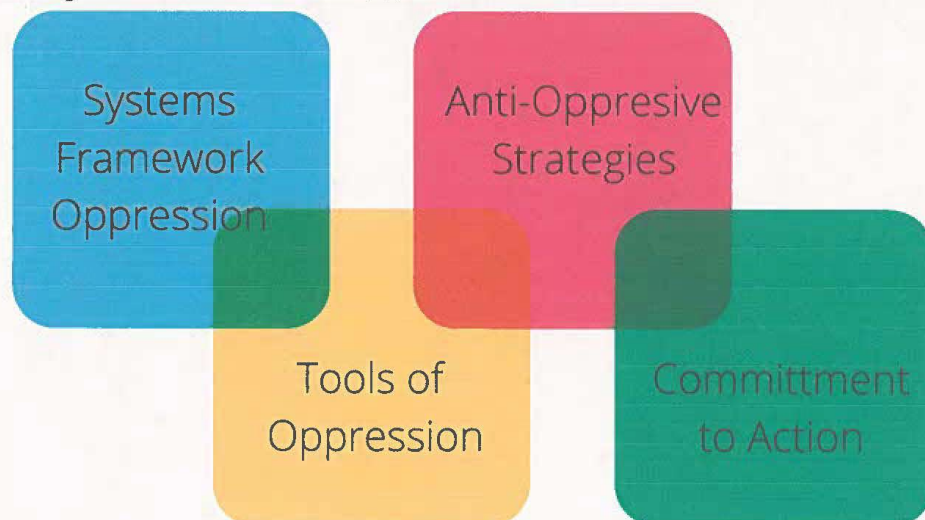 Systems
Framework
Oppression
Tools of
Oppression
Anti-Oppresive
Strategies
Committment
to Action